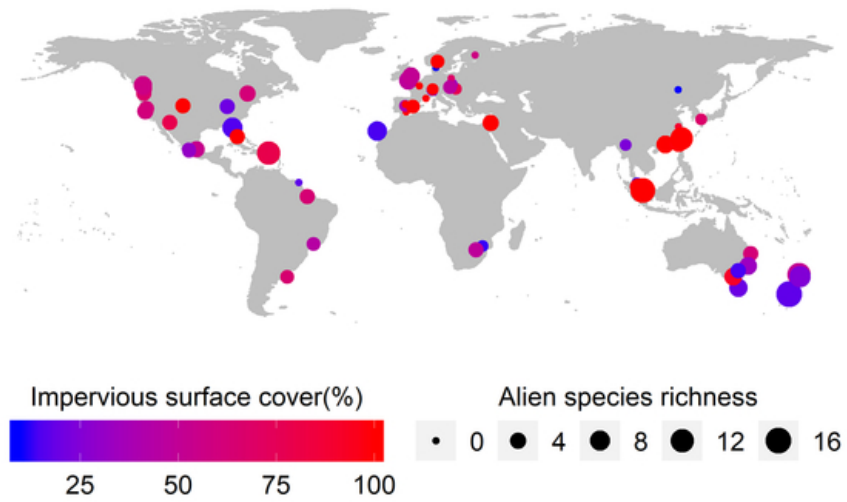 Impervious surface cover(%)
25 50 75 100
Alien species richness
0 4 8 12 16